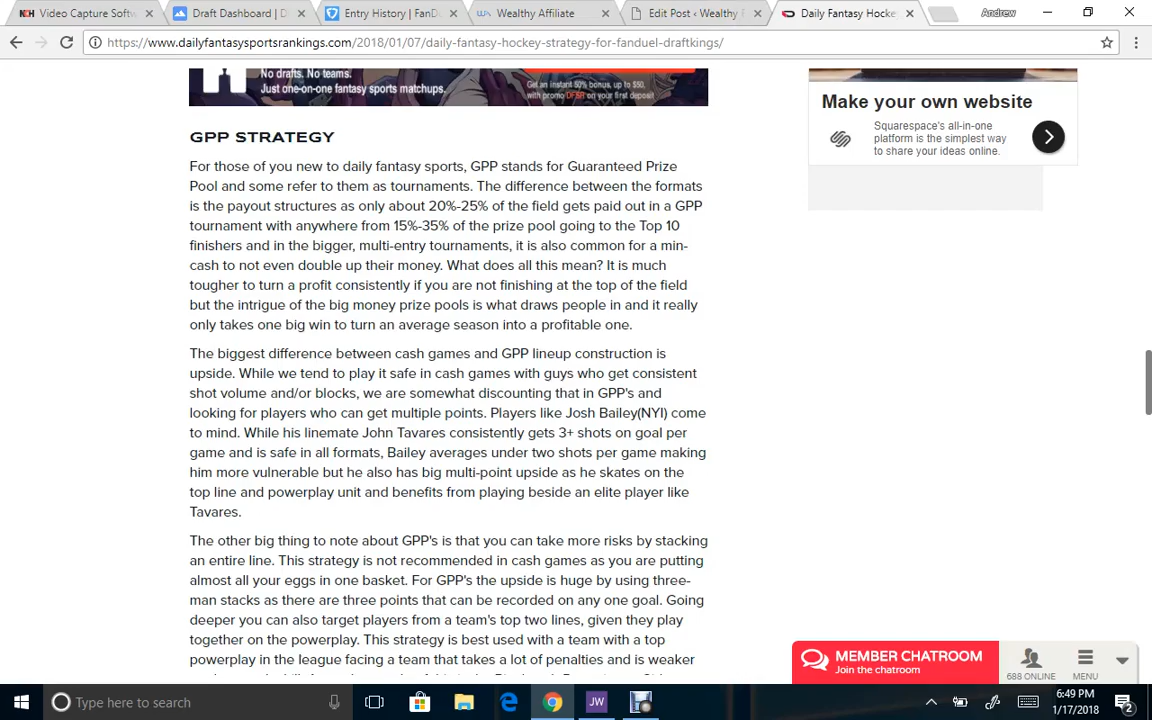 Video Capture Softw
Draft Dashboard | D
Entry History | FanDu
Wealthy Affiliate
Edit Post ‹ Wealthy
Daily Fantasy Hocke
Andrew
https://www.dailyfantasysportsrankings.com/2018/01/07/daily-fantasy-hockey-strategy-for-fanduel-draftkings/
No drafts. No teams.
Just one-on-one fantasy sports matchups.
Get an instant 50% bonus, up to $50,
with promo DFSR on your first deposit
Make your own website
Squarespace's all-in-one
platform is the simplest way
to share your ideas online.
GPP STRATEGY
For those of you new to daily fantasy sports, GPP stands for Guaranteed Prize
Pool and some refer to them as tournaments. The difference between the formats
is the payout structures as only about 20%-25% of the field gets paid out in a GPP
tournament with anywhere from 15%-35% of the prize pool going to the Top 10
finishers and in the bigger, multi-entry tournaments, it is also common for a min-
cash to not even double up their money. What does all this mean? It is much
tougher to turn a profit consistently if you are not finishing at the top of the field
but the intrigue of the big money prize pools is what draws people in and it really
only takes one big win to turn an average season into a profitable one.
The biggest difference between cash games and GPP lineup construction is
upside. While we tend to play it safe in cash games with guys who get consistent
shot volume and/or blocks, we are somewhat discounting that in GPP's and
looking for players who can get multiple points. Players like Josh Bailey(NYI) come
to mind. While his linemate John Tavares consistently gets 3+ shots on goal per
game and is safe in all formats, Bailey averages under two shots per game making
him more vulnerable but he also has big multi-point upside as he skates on the
top line and powerplay unit and benefits from playing beside an elite player like
Tavares.
The other big thing to note about GPP's is that you can take more risks by stacking
an entire line. This strategy is not recommended in cash games as you are putting
almost all your eggs in one basket. For GPP's the upside is huge by using three-
man stacks as there are three points that can be recorded on any one goal. Going
deeper you can also target players from a team's top two lines, given they play
together on the powerplay. This strategy is best used with a team with a top
powerplay in the league facing a team that takes a lot of penalties and is weaker
MEMBER CHATROOM
Join the chatroom
688 ONLINE
MENU
Type here to search
JW
6:49 PM
1/17/2018
2